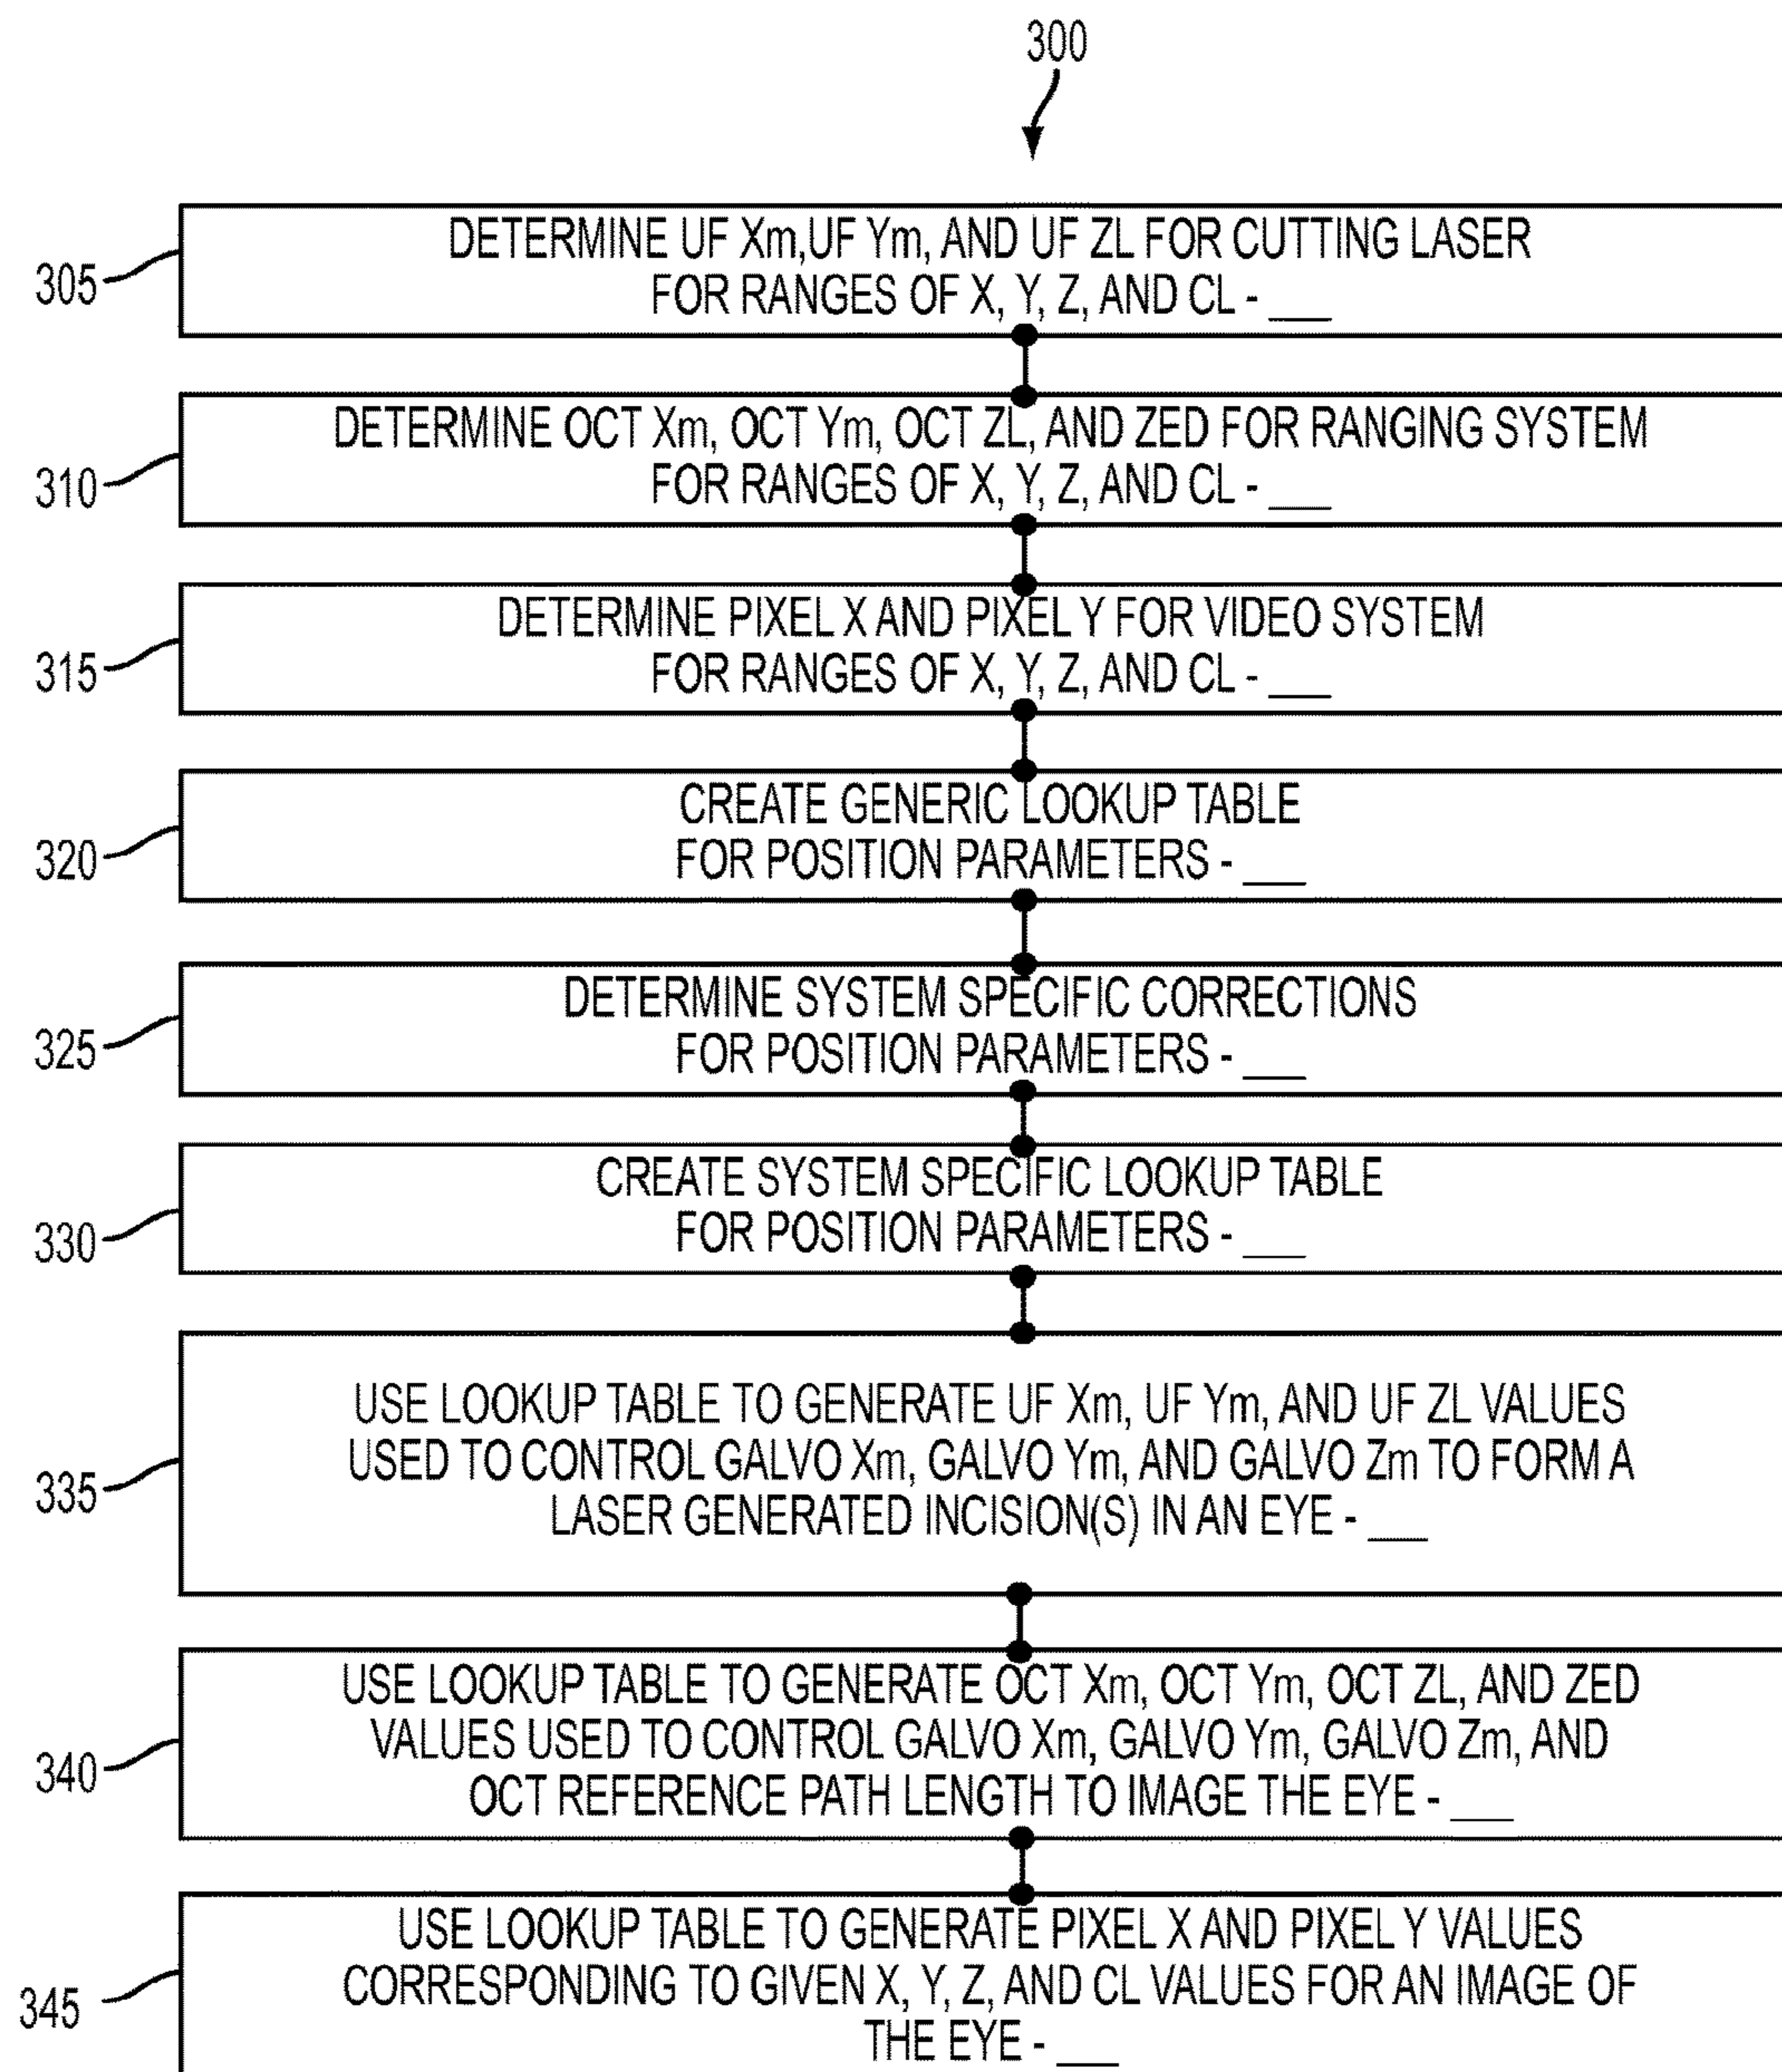 300
305
DETERMINE UF Xm,UF Ym, AND UF ZL FOR CUTTING LASER
FOR RANGES OF X, Y, Z, AND CL - ___
310
DETERMINE OCT Xm, OCT Ym, OCT ZL, AND ZED FOR RANGING SYSTEM
FOR RANGES OF X, Y, Z, AND CL - ___
315
DETERMINE PIXEL X AND PIXEL Y FOR VIDEO SYSTEM
FOR RANGES OF X, Y, Z, AND CL - ___
320
CREATE GENERIC LOOKUP TABLE
FOR POSITION PARAMETERS - ___
325
DETERMINE SYSTEM SPECIFIC CORRECTIONS
FOR POSITION PARAMETERS - ___
330
CREATE SYSTEM SPECIFIC LOOKUP TABLE
FOR POSITION PARAMETERS - ___
335
USE LOOKUP TABLE TO GENERATE UF Xm, UF Ym, AND UF ZL VALUES
USED TO CONTROL GALVO Xm, GALVO Ym, AND GALVO Zm TO FORM A
LASER GENERATED INCISION(S) IN AN EYE - ___
340
USE LOOKUP TABLE TO GENERATE OCT Xm, OCT Ym, OCT ZL, AND ZED
VALUES USED TO CONTROL GALVO Xm, GALVO Ym, GALVO Zm, AND
OCT REFERENCE PATH LENGTH TO IMAGE THE EYE - ___
345
USE LOOKUP TABLE TO GENERATE PIXEL X AND PIXEL Y VALUES
CORRESPONDING TO GIVEN X, Y, Z, AND CL VALUES FOR AN IMAGE OF
THE EYE - ___